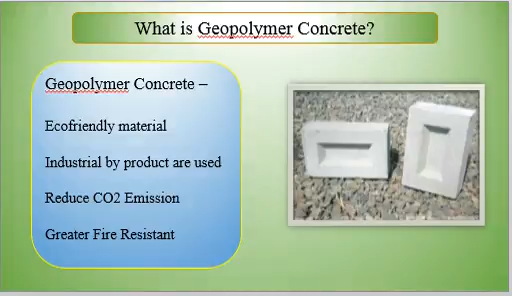 What is Geopolymer Concrete?
Geopolymer Concrete –
Ecofriendly material
Industrial by product are used
Reduce CO2 Emission
Greater Fire Resistant